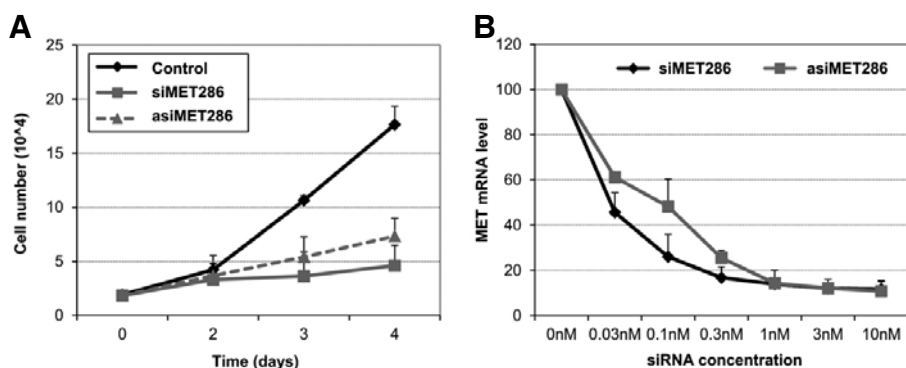 A
25
20
15
10
5
0
Cell number (10^4)
Control
siMET286
asiMET286
0 2 3 4
Time (days)
B
120
100
80
60
40
20
0
MET mRNA level
siMET286 asiMET286
0nM 0.03nM 0.1nM 0.3nM 1nM 3nM 10nM
siRNA concentration